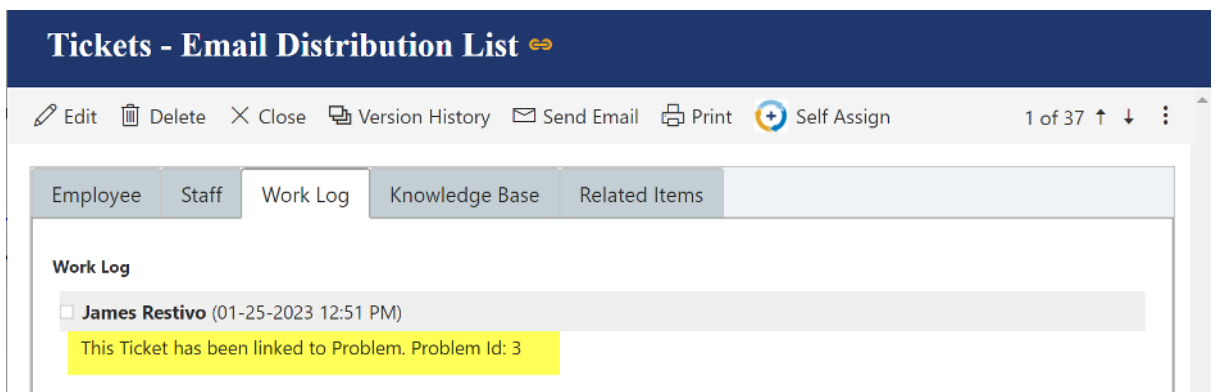 Tickets - Email Distribution List
Edit Delete Close Version History Send Email Print Self Assign 1 of 37
Employee Staff Work Log Knowledge Base Related Items
Work Log
James Restivo (01-25-2023 12:51 PM)
This Ticket has been linked to Problem. Problem Id: 3